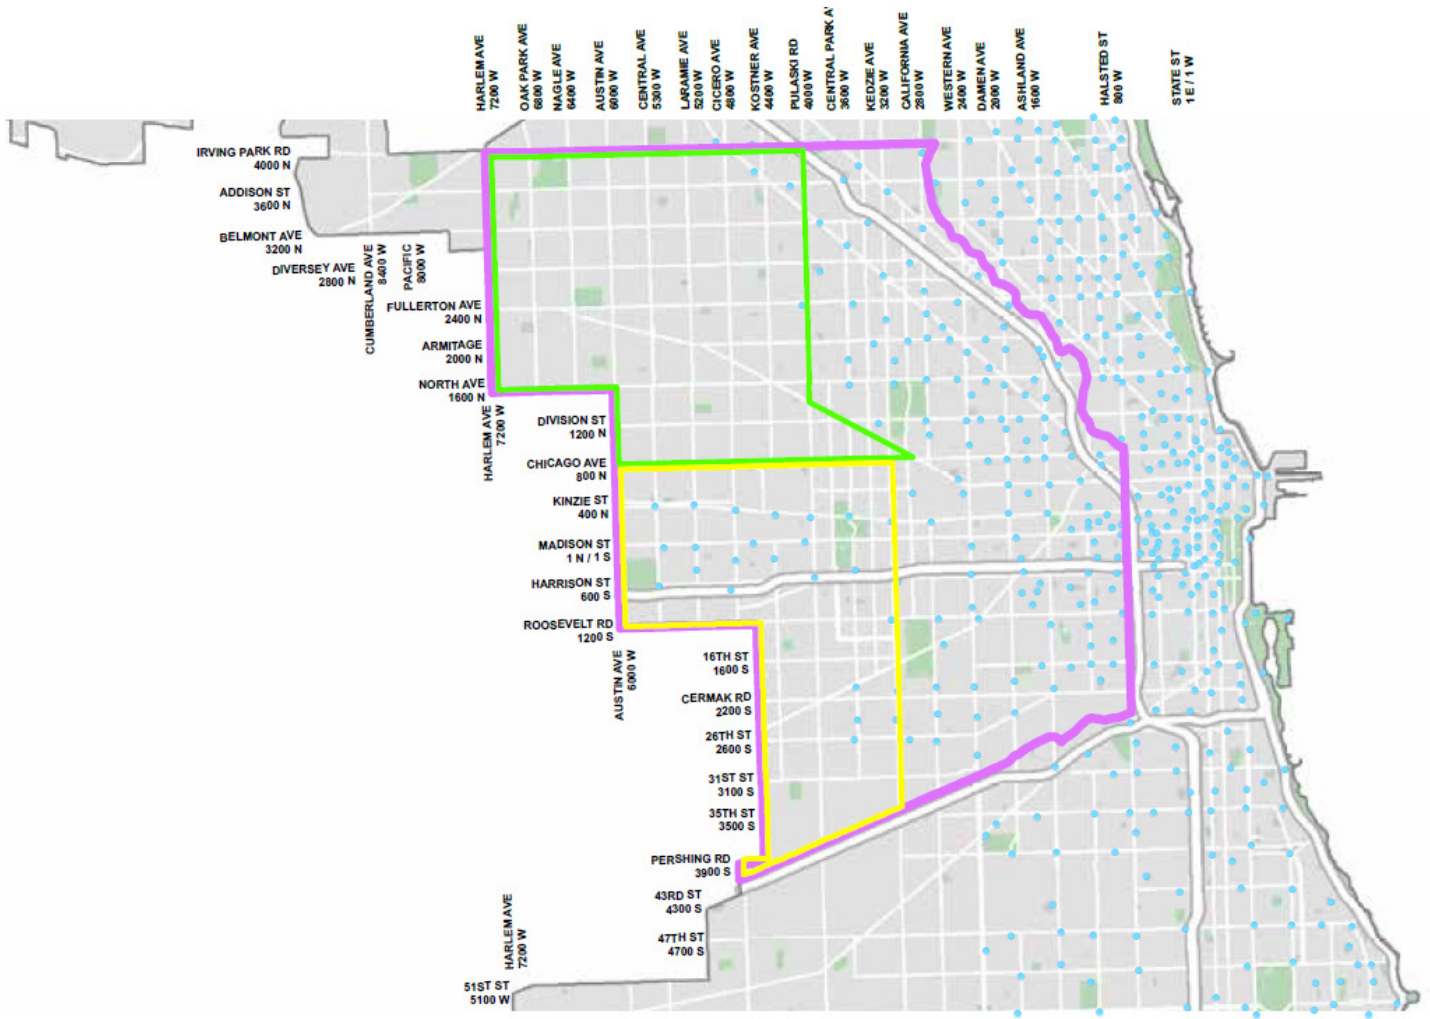 HARLEM AVE
7200 W
OAK PARK AVE
6800 W
NAGLE AVE
6400 W
AUSTIN AVE
6000 W
CENTRAL AVE
5300 W
LARAMIE AVE
5200W
CICERO AVE
4800 W
KOSTNER AVE
4400 W
PULASKI RD
4000 W
CENTRAL PARK A'
3600 W
KEDZIE AVE
3200 W
CALIFORNIA AVE
2800 W
WESTERN AVE
2400 W
DAMEN AVE
2000 W
ASHLAND AVE
1600 W
HALSTED ST
800 W
STATE ST
1 E / 1 W
IRVING PARK RD
4000 N
ADDISON ST
3600 N
BELMONT AVE
3200 N
DIVERSEY AVE
2800 N
CUMBERLAND AVE
8400 W
PACIFIC
8000 W
FULLERTON AVE
2400 N
ARMITAGE
2000 N
NORTH AVE
1600 N
HARLEM AVE
7200 W
DIVISION ST
1200 N
CHICAGO AVE
800 N
KINZIE ST
400 N
MADISON ST
1 N / 1 S
HARRISON ST
600 S
ROOSEVELT RD
1200 S
AUSTIN AVE
6000 W
16TH ST
1600 S
CERMAK RD
2200 S
26TH ST
2600 S
31ST ST
3100 S
35TH ST
3500 S
PERSHING RD
3900 S
43RD ST
4300 S
47TH ST
4700 S
HARLEM AVE
7200 W
51ST ST
5100 W